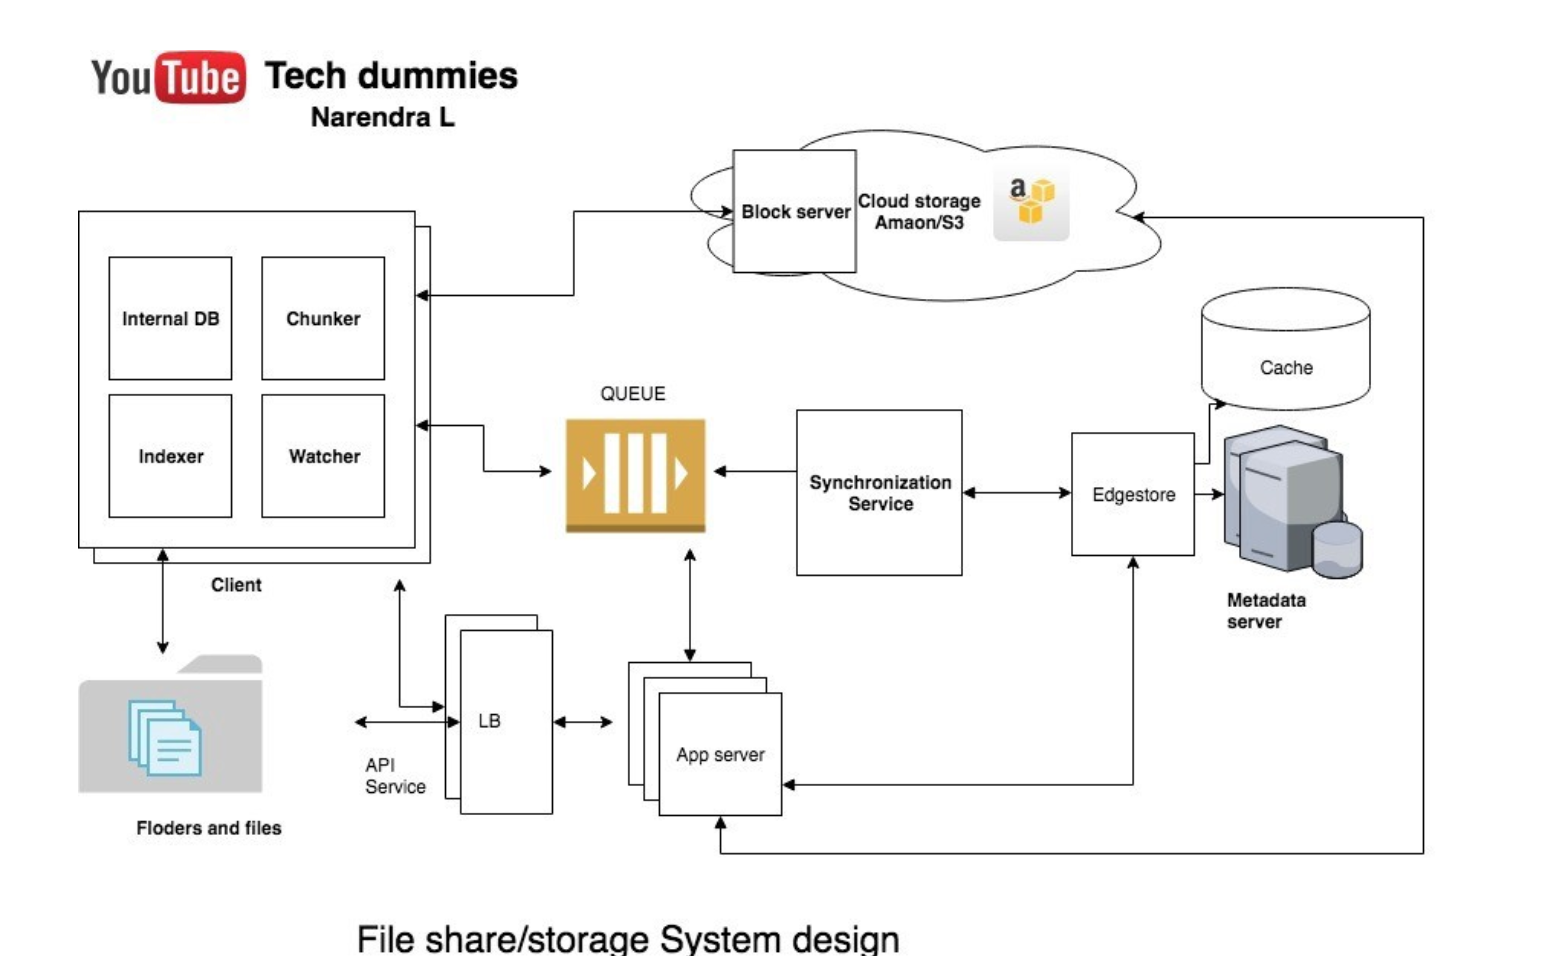 YouTube Tech dummies
Narendra L
Block server
Cloud storage
Amaon/S3
a
Internal DB
Chunker
Indexer
Watcher
Client
QUEUE
Synchronization
Service
Edgestore
Cache
Metadata
server
LB
API
Service
App server
Floders and files
File share/storage System design